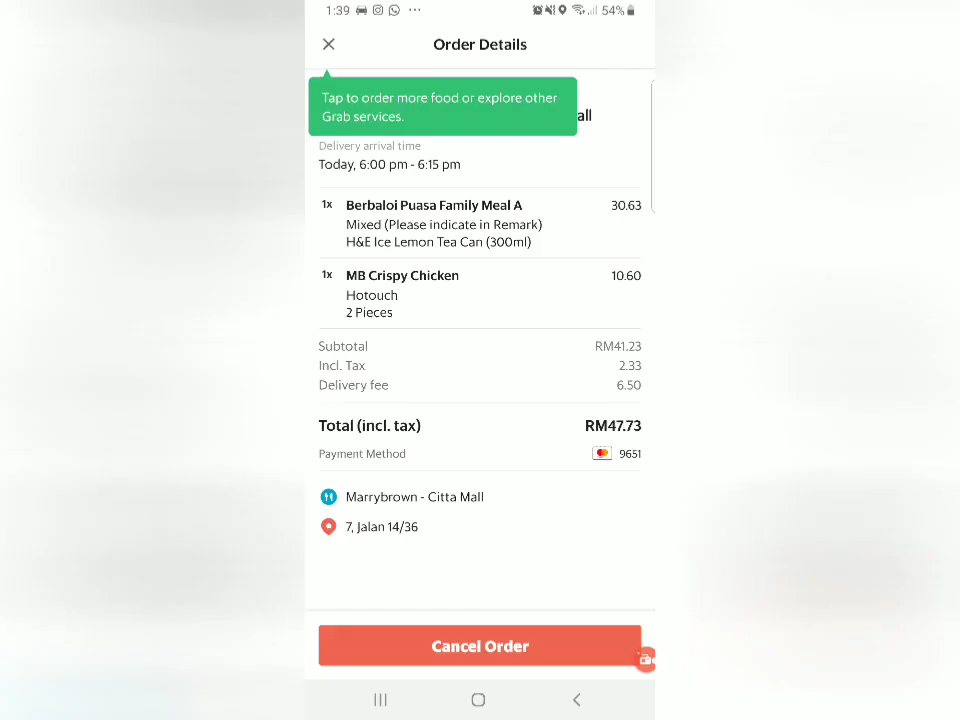 1:39 ... 54%
Order Details
Tap to order more food or explore other
Grab services.
all
Delivery arrival time
Today, 6:00 pm - 6:15 pm
1x Berbaloi Puasa Family Meal A 30.63
Mixed (Please indicate in Remark)
H&E Ice Lemon Tea Can (300ml)
1x MB Crispy Chicken 10.60
Hotouch
2 Pieces
Subtotal RM41.23
Incl. Tax 2.33
Delivery fee 6.50
Total (incl. tax) RM47.73
Payment Method 9651
Marrybrown - Citta Mall
7, Jalan 14/36
Cancel Order